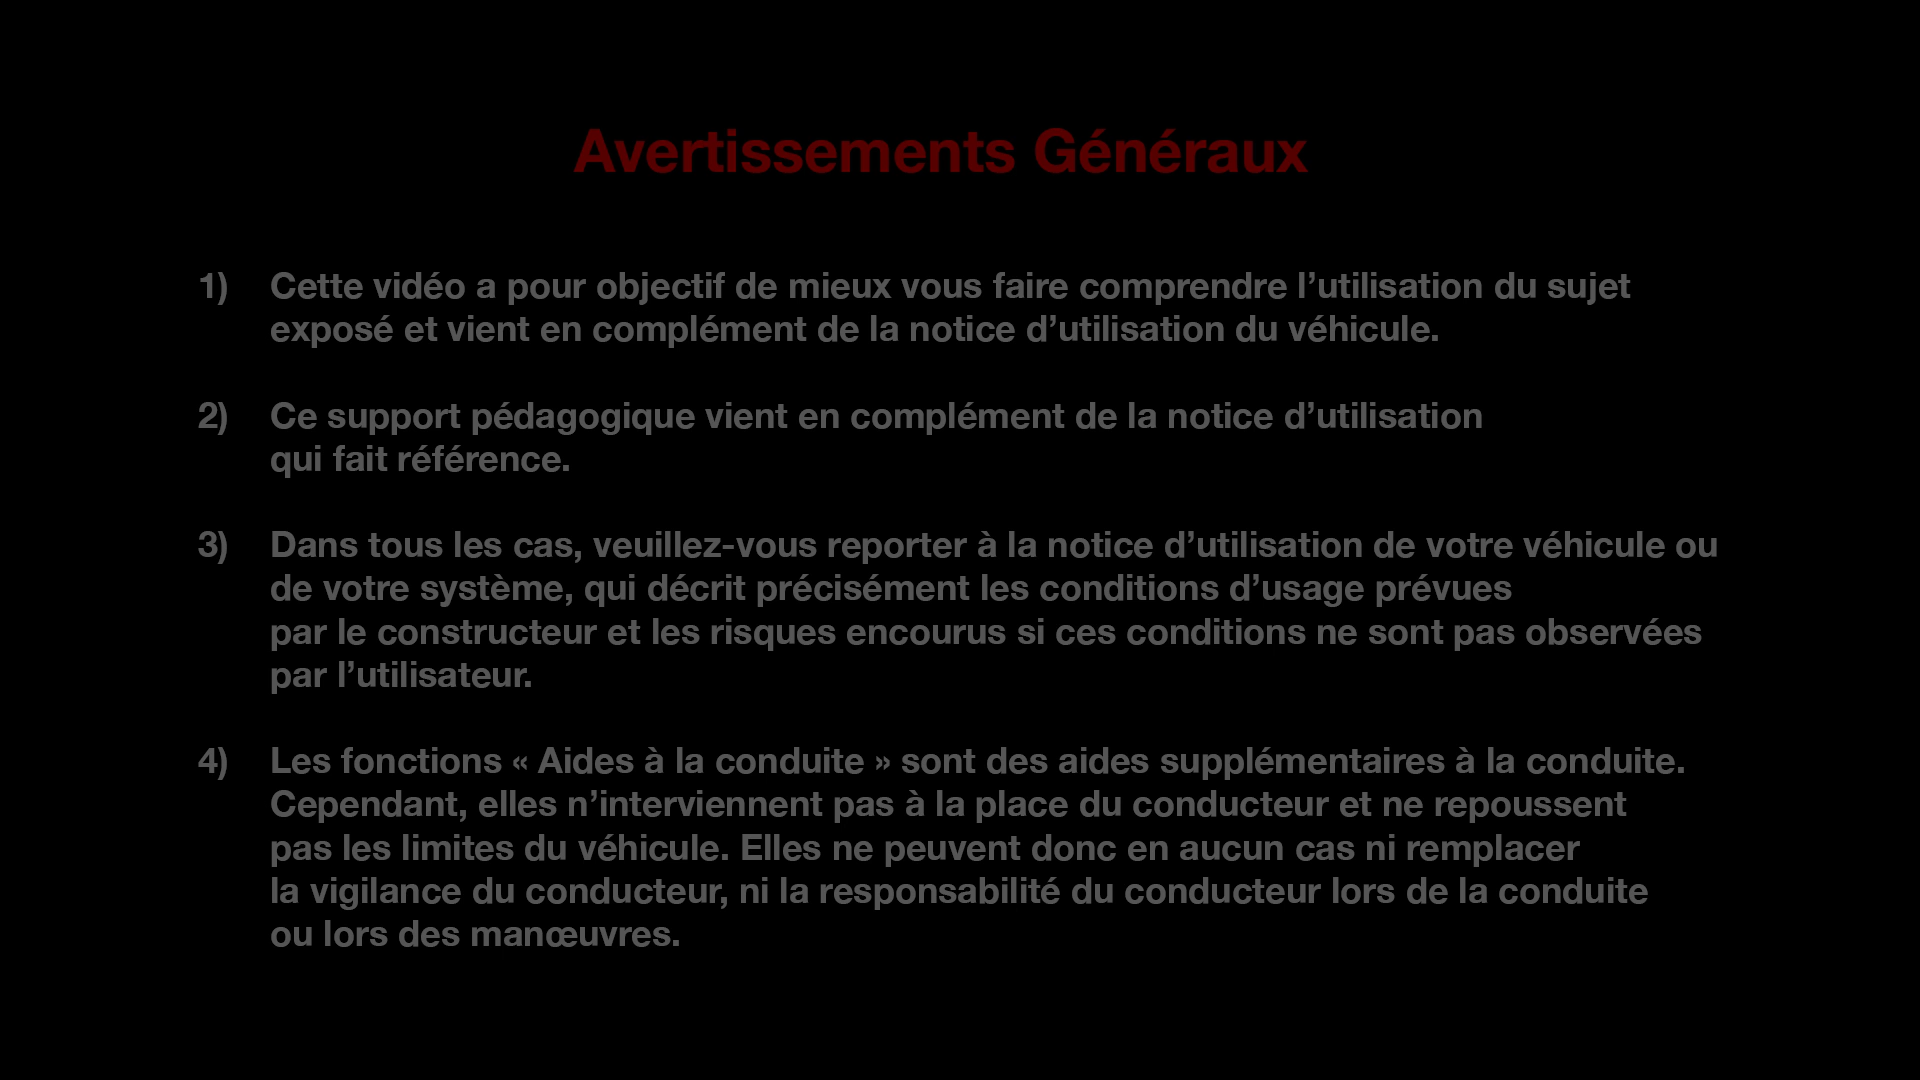 Avertissements Généraux
1) Cette vidéo a pour objectif de mieux vous faire comprendre l’utilisation du sujet
exposé et vient en complément de la notice d’utilisation du véhicule.
2) Ce support pédagogique vient en complément de la notice d’utilisation
qui fait référence.
3) Dans tous les cas, veuillez-vous reporter à la notice d’utilisation de votre véhicule ou
de votre système, qui décrit précisément les conditions d’usage prévues
par le constructeur et les risques encourus si ces conditions ne sont pas observées
par l’utilisateur.
4) Les fonctions « Aides à la conduite » sont des aides supplémentaires à la conduite.
Cependant, elles n’interviennent pas à la place du conducteur et ne repoussent
pas les limites du véhicule. Elles ne peuvent donc en aucun cas ni remplacer
la vigilance du conducteur, ni la responsabilité du conducteur lors de la conduite
ou lors des manœuvres.